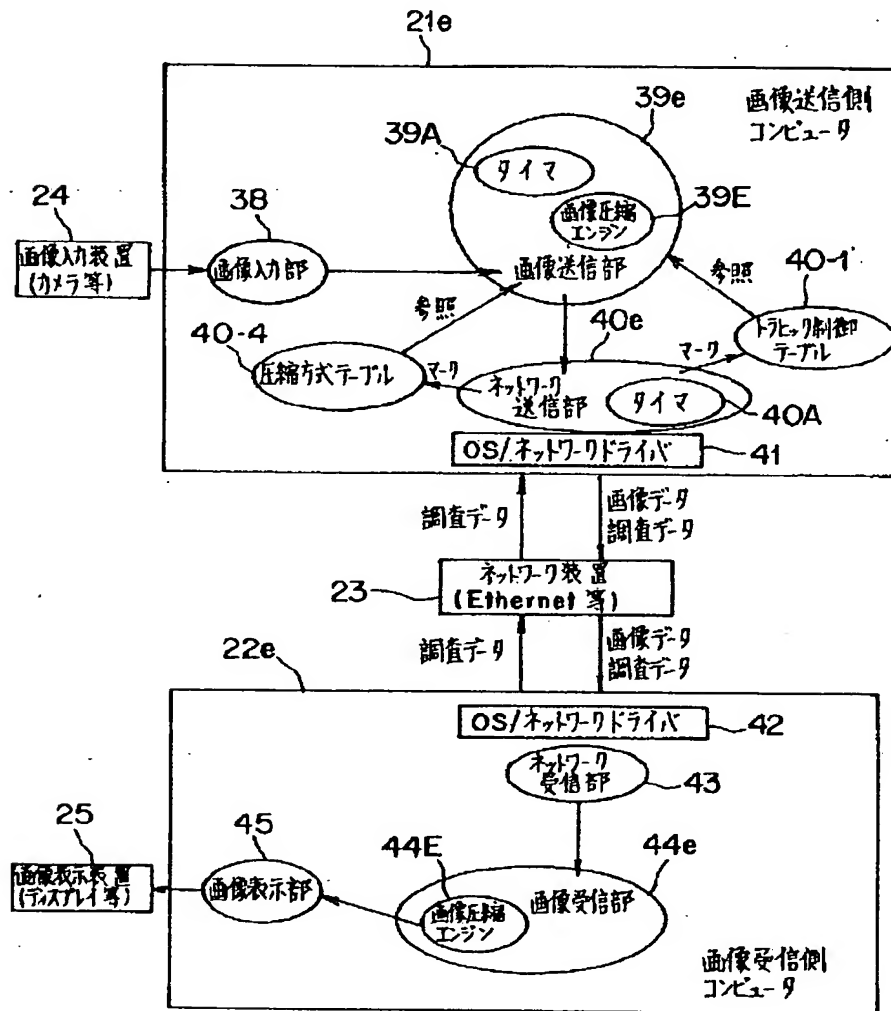 21e
画像送信側
コンピュータ
39e
39A
タイマ
39E
画像圧縮
エンジン
24
38
画像入力装置
(カメラ等)
画像入力部
画像送信部
参照
参照
40-1'
40-4
40e
トラヒック制御
テーブル
圧縮方式テーブル
マーク
マーク
ネットワーク
送信部
タイマ
40A
OS/ネットワークドライバ
41
調査データ
画像データ
調査データ
23
ネットワーク装置
(Ethernet 等)
調査データ
画像データ
調査データ
22e
OS/ネットワークドライバ
42
ネットワーク
受信部
43
25
45
44E
44e
画像表示装置
(ディスプレイ等)
画像表示部
画像圧縮
エンジン
画像受信部
画像受信側
コンピュータ